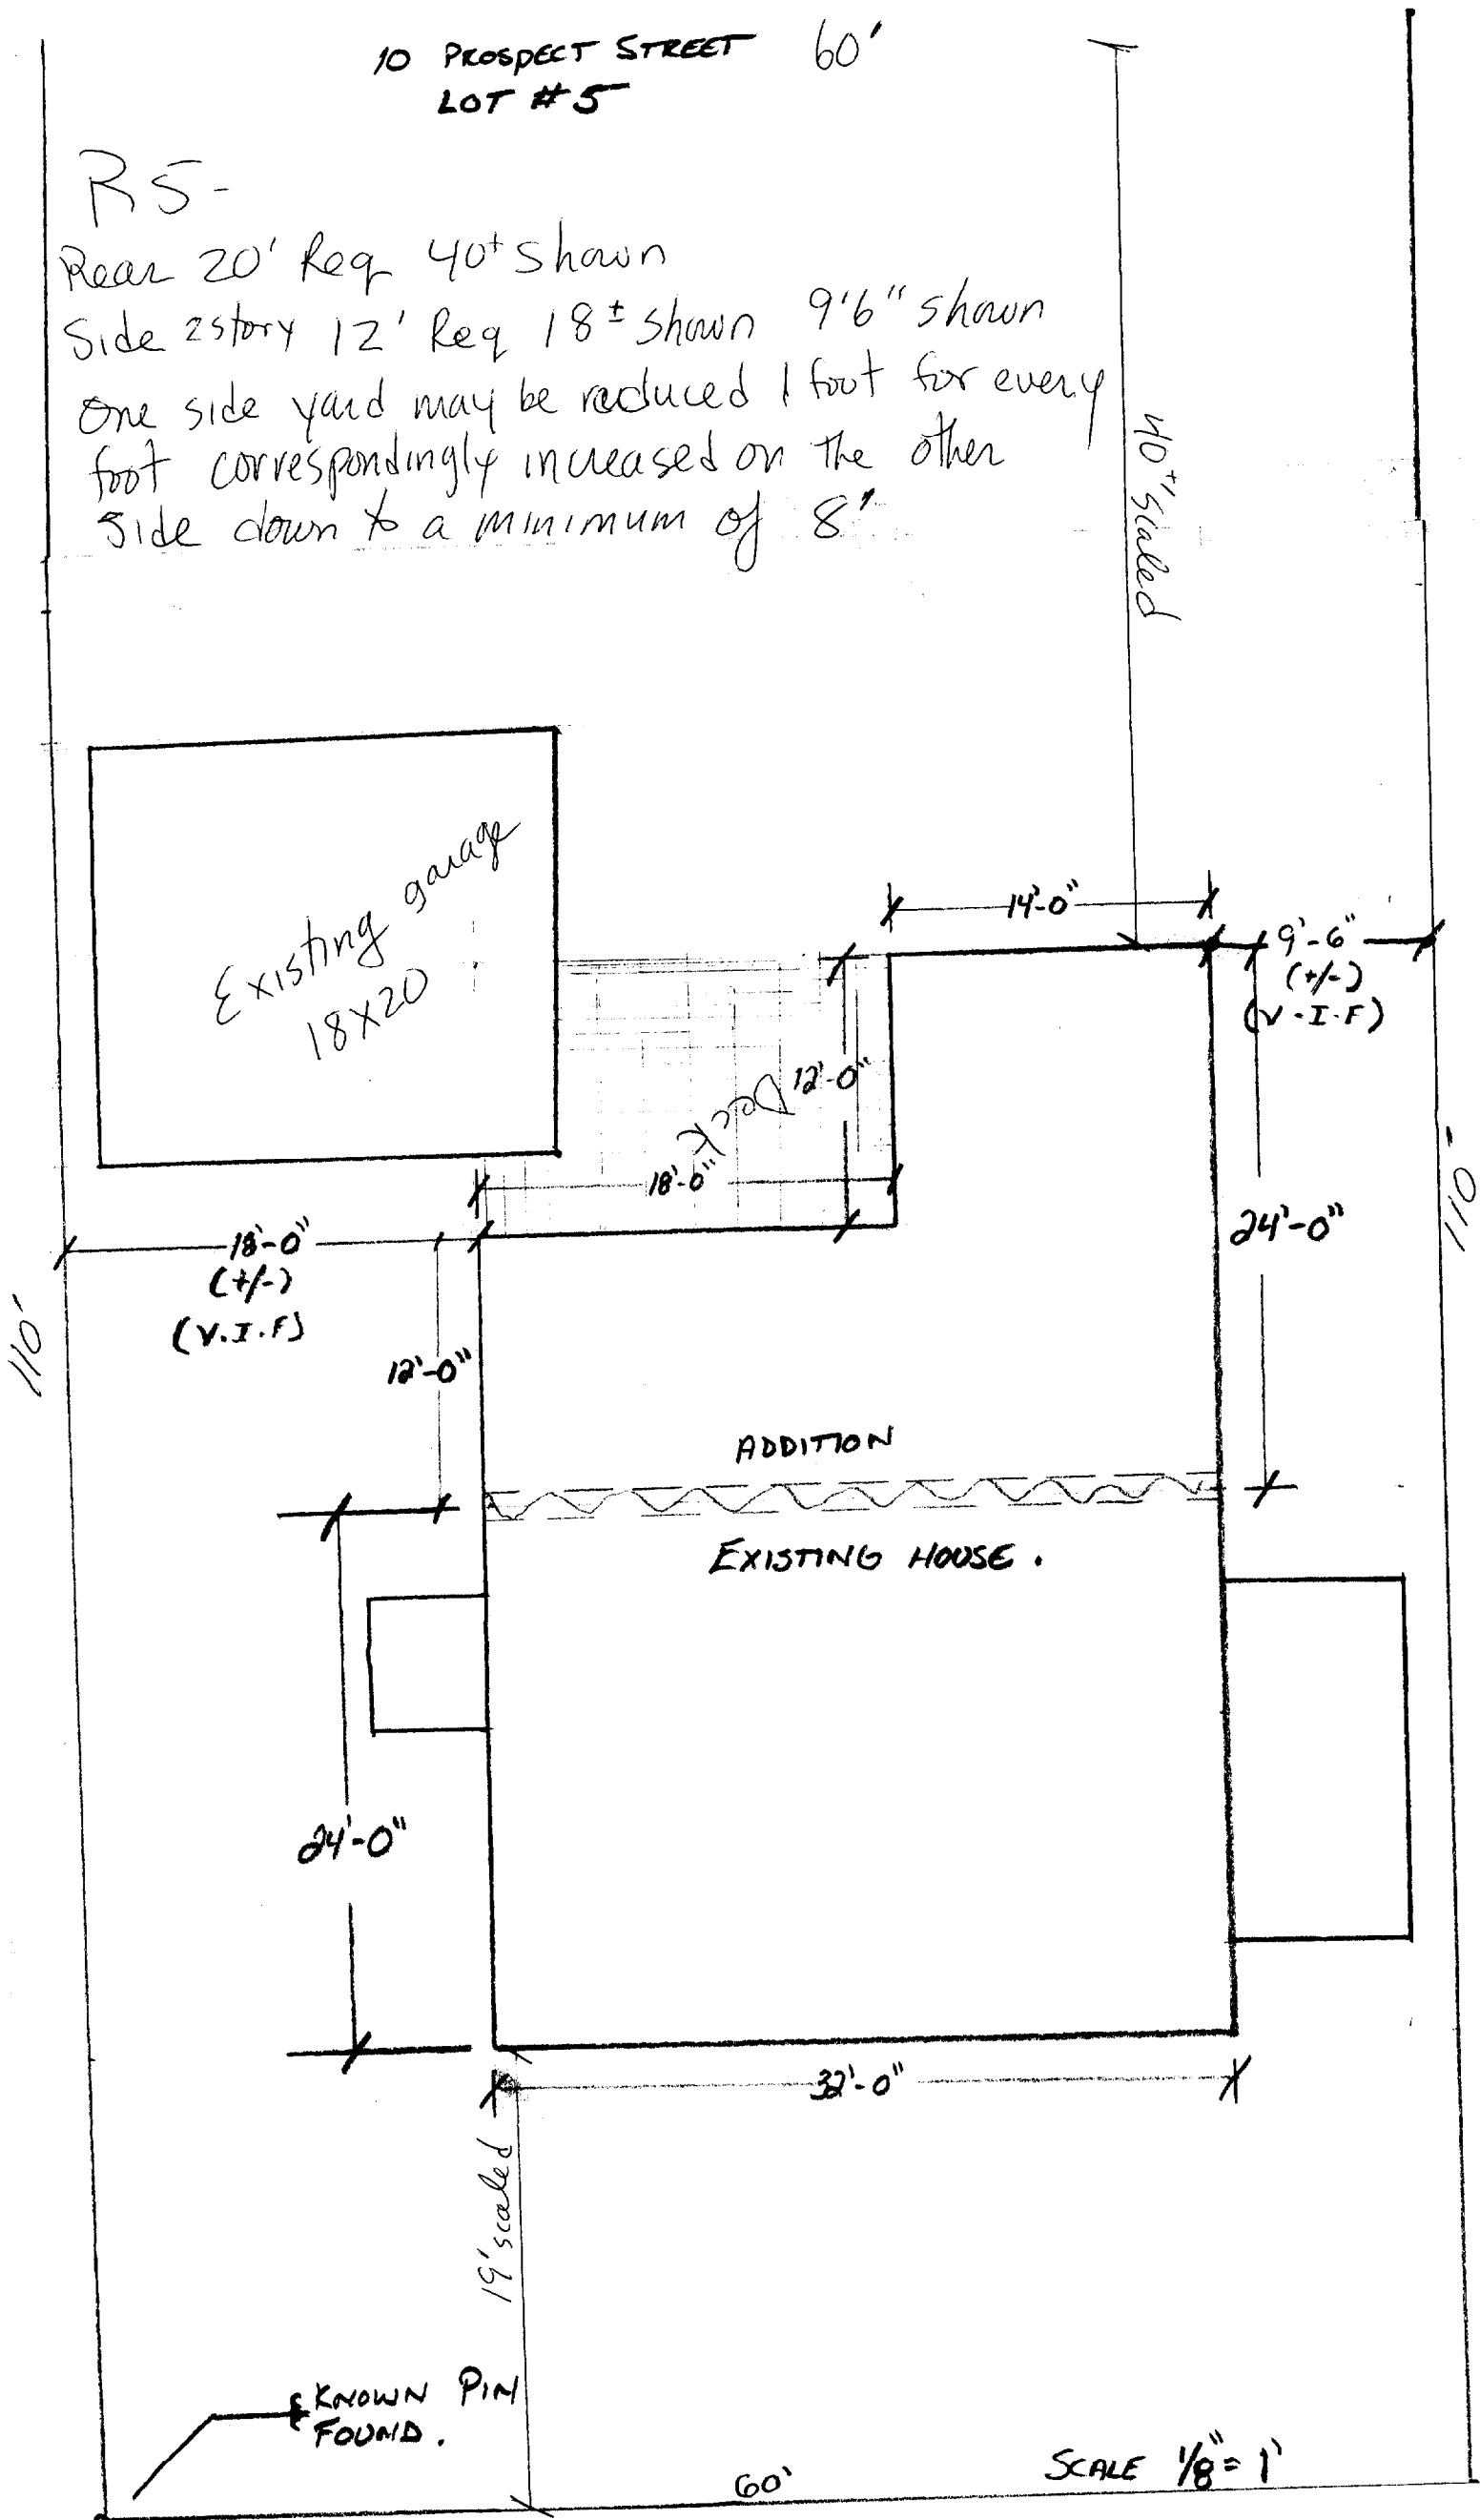 10 PROSPECT STREET 60'
LOT #5
R5-
Rear 20' Req 40+ shown
Side 2story 12' Req 18± shown 9'6" shown
One side yard may be reduced 1 foot for every
foot correspondingly increased on the other
side down to a minimum of 8'
40+' scaled
Existing garage
18X20
14'-0"
9'-6"
(+/-)
(V.I.F)
12'-0"
Deck
18'-0"
24'-0"
110'
18'-0"
(+/-)
(V.I.F)
110'
12'-0"
ADDITION
EXISTING HOUSE.
24'-0"
32'-0"
19' scaled
KNOWN PIN
FOUND.
60'
SCALE 1/8" = 1'